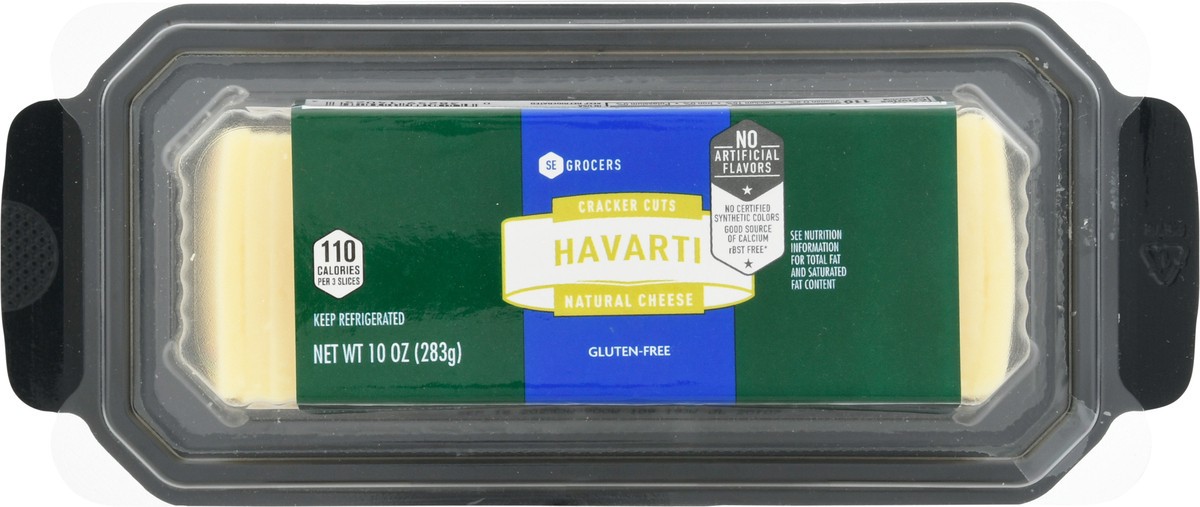 SE GROCERS
CRACKER CUTS
HAVARTI
NATURAL CHEESE
GLUTEN-FREE
110
CALORIES
PER 3 SLICES
KEEP REFRIGERATED
NET WT 10 OZ (283g)
NO
ARTIFICIAL
FLAVORS
NO CERTIFIED
SYNTHETIC COLORS
GOOD SOURCE
OF CALCIUM
rBST FREE*
SEE NUTRITION
INFORMATION
FOR TOTAL FAT
AND SATURATED
FAT CONTENT